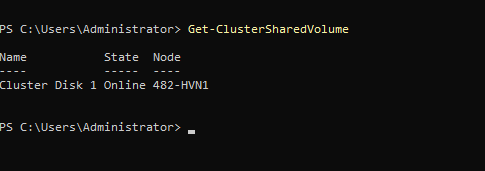 PS C:\Users\Administrator> Get-ClusterSharedVolume
Name           State  Node
----           -----  ----
Cluster Disk 1 Online 482-HVN1
PS C:\Users\Administrator>